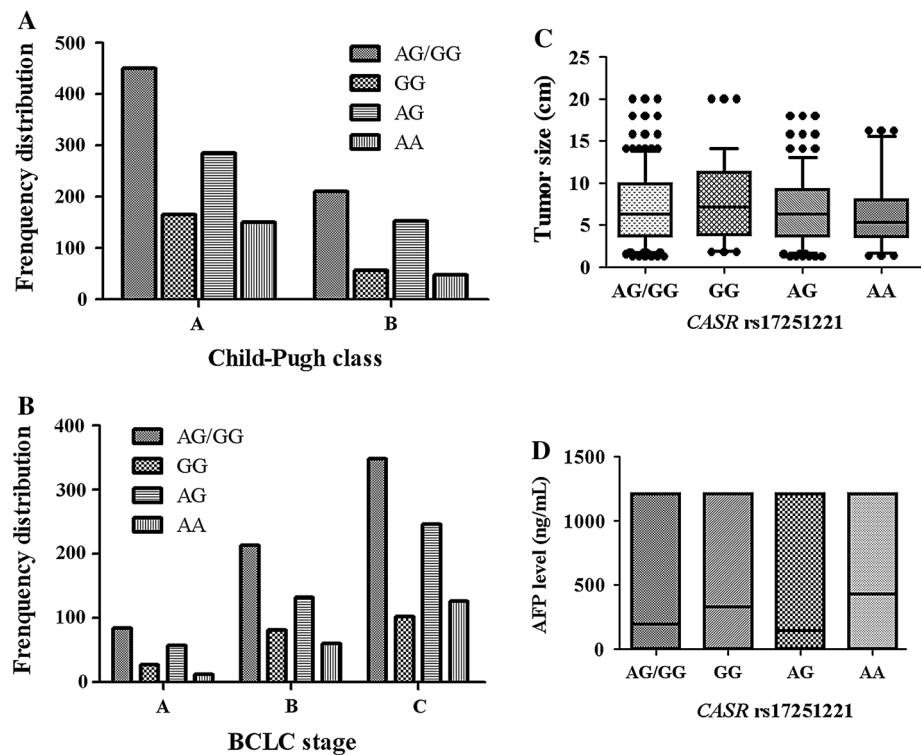 A
Frenquency distribution
500
400
300
200
100
0
AG/GG
GG
AG
AA
A B
Child-Pugh class
B
Frenquency distribution
400
300
200
100
0
AG/GG
GG
AG
AA
A B C
BCLC stage
C
Tumor size (cm)
25
20
15
10
5
0
AG/GG GG AG AA
CASR rs17251221
D
AFP level (ng/mL)
1500
1000
500
0
AG/GG GG AG AA
CASR rs17251221